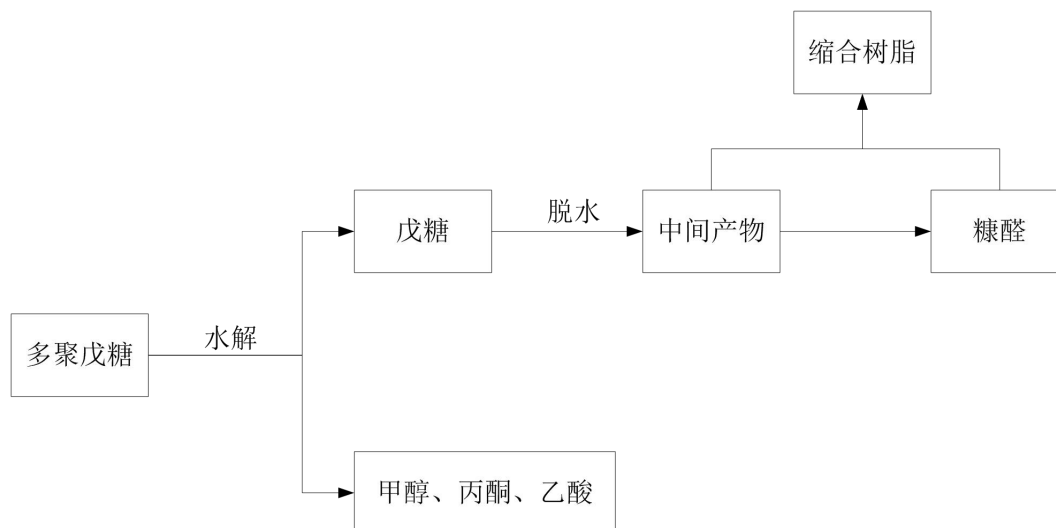 缩合树脂
戊糖
脱水
中间产物
糠醛
多聚戊糖
水解
甲醇、丙酮、乙酸